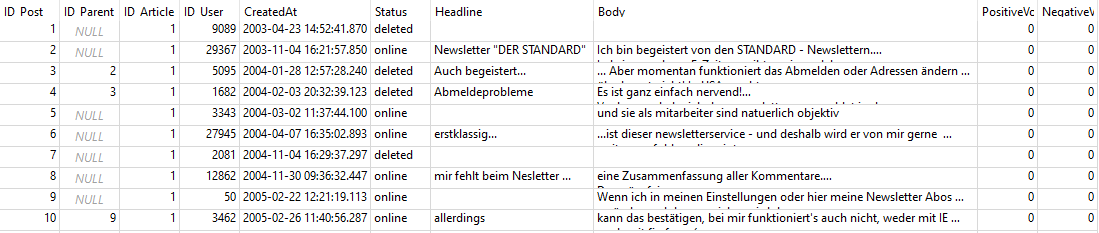 ID_Post ID_Parent ID_Article ID_User CreatedAt Status Headline Body PositiveVo NegativeV
1 NULL 1 9089 2003-04-23 14:52:41.870 deleted 0 0
2 NULL 1 29367 2003-11-04 16:21:57.850 online Newsletter "DER STANDARD" Ich bin begeistert von den STANDARD - Newslettern.... 0 0
3 2 1 5095 2004-01-28 12:57:28.240 deleted Auch begeistert... ... Aber momentan funktioniert das Abmelden oder Adressen ändern ... 0 0
4 3 1 1682 2004-02-03 20:32:39.123 deleted Abmeldeprobleme Es ist ganz einfach nervend!... 0 0
5 NULL 1 3343 2004-03-02 11:37:44.100 online und sie als mitarbeiter sind natuerlich objektiv 0 0
6 NULL 1 27945 2004-04-07 16:35:02.893 online erstklassig... ...ist dieser newsletterservice - und deshalb wird er von mir gerne ... 0 0
7 NULL 1 2081 2004-11-04 16:29:37.297 deleted 0 0
8 NULL 1 12862 2004-11-30 09:36:32.447 online mir fehlt beim Nesletter ... eine Zusammenfassung aller Kommentare.... 0 0
9 NULL 1 50 2005-02-22 12:21:19.113 online Wenn ich in meinen Einstellungen oder hier meine Newsletter Abos ... 0 0
10 9 1 3462 2005-02-26 11:40:56.287 online allerdings kann das bestätigen, bei mir funktioniert's auch nicht, weder mit IE ... 0 0